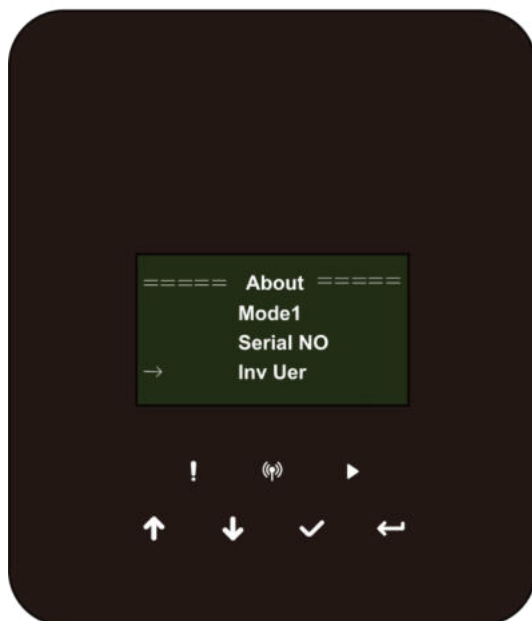 ===== About =====
Mode1
Serial NO
→ Inv Uer